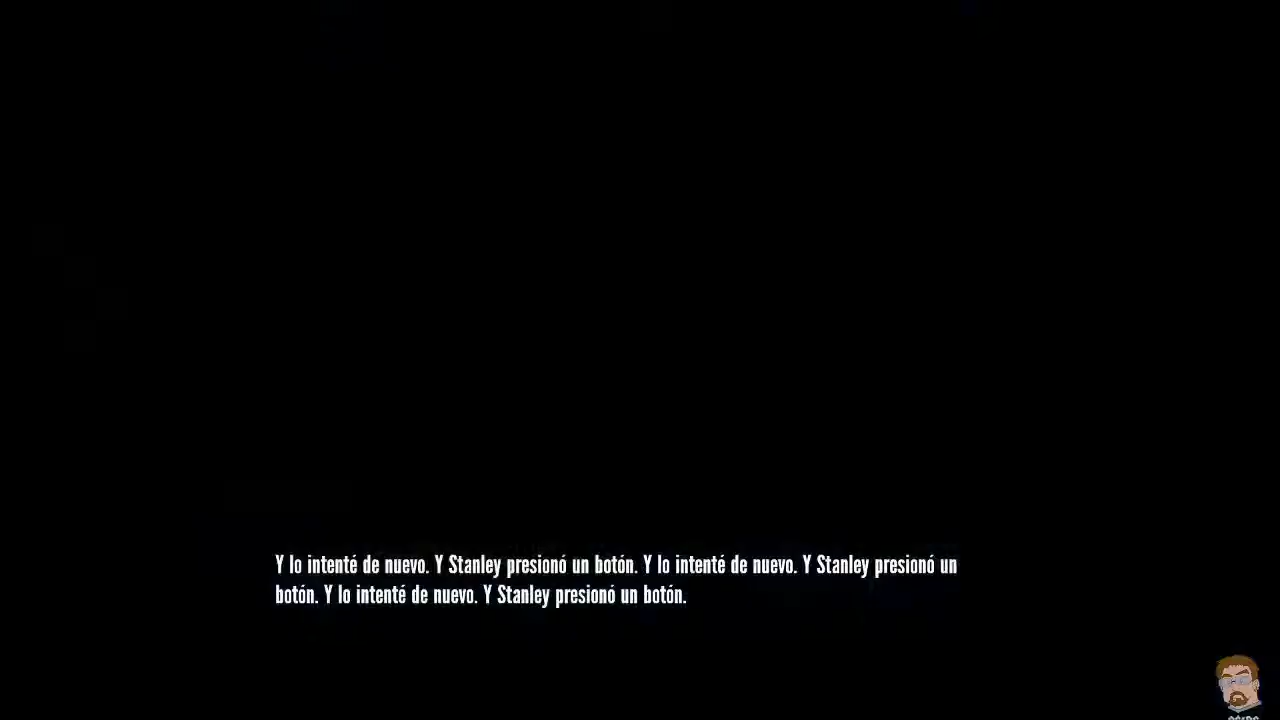 Y lo intenté de nuevo. Y Stanley presionó un botón. Y lo intenté de nuevo. Y Stanley presionó un
botón. Y lo intenté de nuevo. Y Stanley presionó un botón.